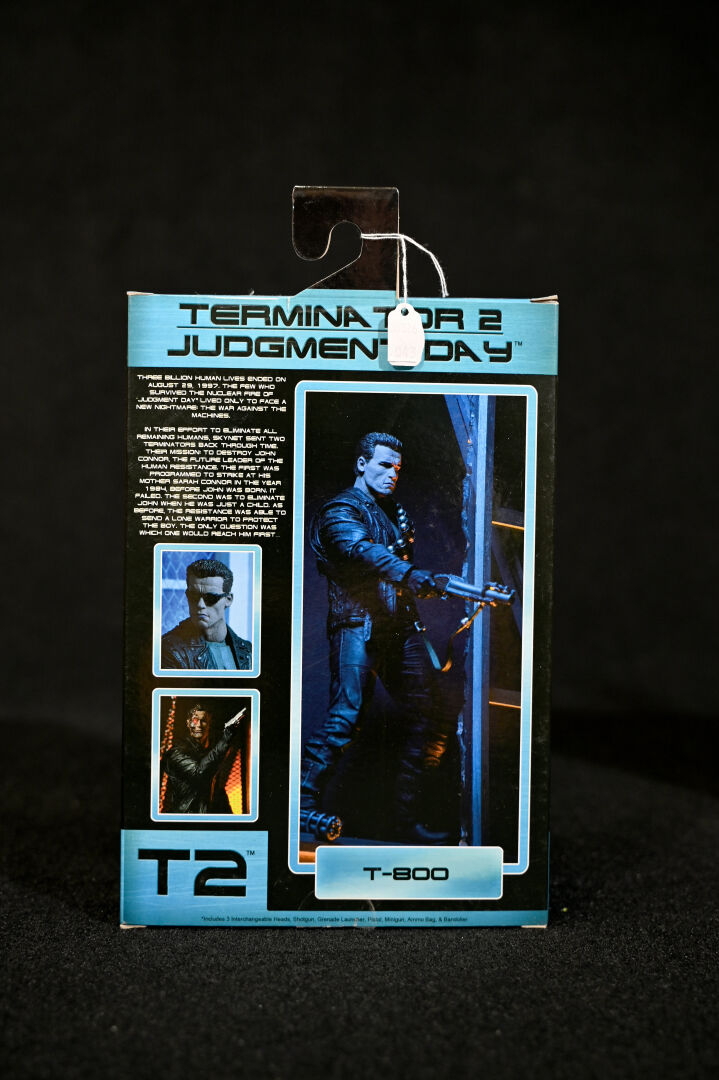 TERMINATOR 2
JUDGMENT DAY™
THREE BILLION HUMAN LIVES ENDED ON
AUGUST 29, 1997. THE FEW WHO
SURVIVED THE NUCLEAR FIRE OF
"JUDGMENT DAY" LIVED ONLY TO FACE A
NEW NIGHTMARE: THE WAR AGAINST THE
MACHINES.
IN THEIR EFFORT TO ELIMINATE ALL
REMAINING HUMANS, SKYNET SENT TWO
TERMINATORS BACK THROUGH TIME.
THEIR MISSION: TO DESTROY JOHN
CONNOR, THE FUTURE LEADER OF THE
HUMAN RESISTANCE. THE FIRST WAS
PROGRAMMED TO STRIKE AT HIS
MOTHER SARAH CONNOR IN THE YEAR
1984, BEFORE JOHN WAS BORN. IT
FAILED. THE SECOND WAS TO ELIMINATE
JOHN WHEN HE WAS JUST A CHILD. AS
BEFORE, THE RESISTANCE WAS ABLE TO
SEND A LONE WARRIOR TO PROTECT
THE BOY. THE ONLY QUESTION WAS
WHICH ONE WOULD REACH HIM FIRST...
T2™
T-800
*Includes 3 Interchangeable Heads, Shotgun, Grenade Launcher, Pistol, Minigun, Ammo Bag, & Bandolier